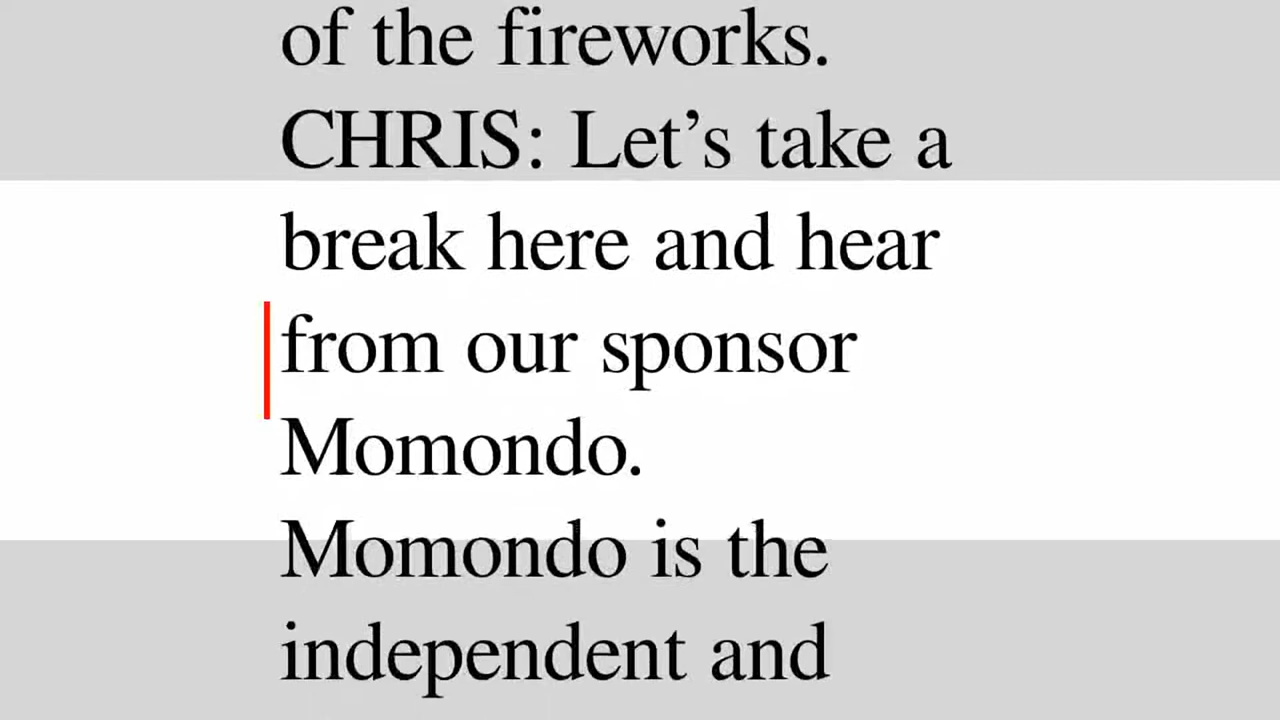 of the fireworks.
CHRIS: Let’s take a
break here and hear
from our sponsor
Momondo.
Momondo is the
independent and